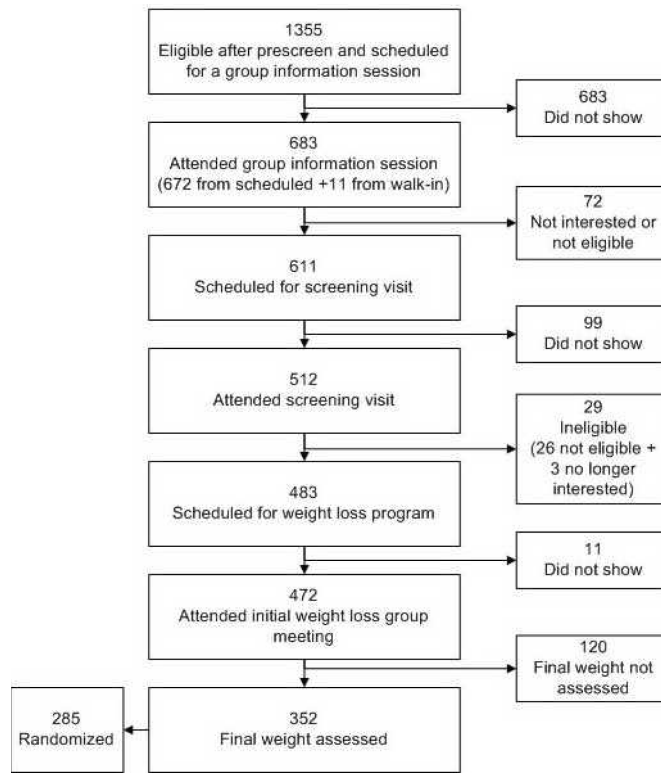 1355
Eligible after prescreen and scheduled
for a group information session
683
Did not show
683
Attended group information session
(672 from scheduled +11 from walk-in)
72
Not interested or
not eligible
611
Scheduled for screening visit
99
Did not show
512
Attended screening visit
29
Ineligible
(26 not eligible +
3 no longer
interested)
483
Scheduled for weight loss program
11
Did not show
472
Attended initial weight loss group
meeting
120
Final weight not
assessed
285
Randomized
352
Final weight assessed